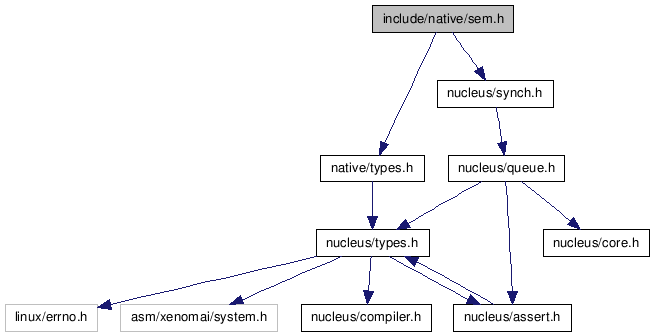 include/native/sem.h
nucleus/synch.h
native/types.h
nucleus/queue.h
nucleus/types.h
nucleus/core.h
linux/errno.h
asm/xenomai/system.h
nucleus/compiler.h
nucleus/assert.h